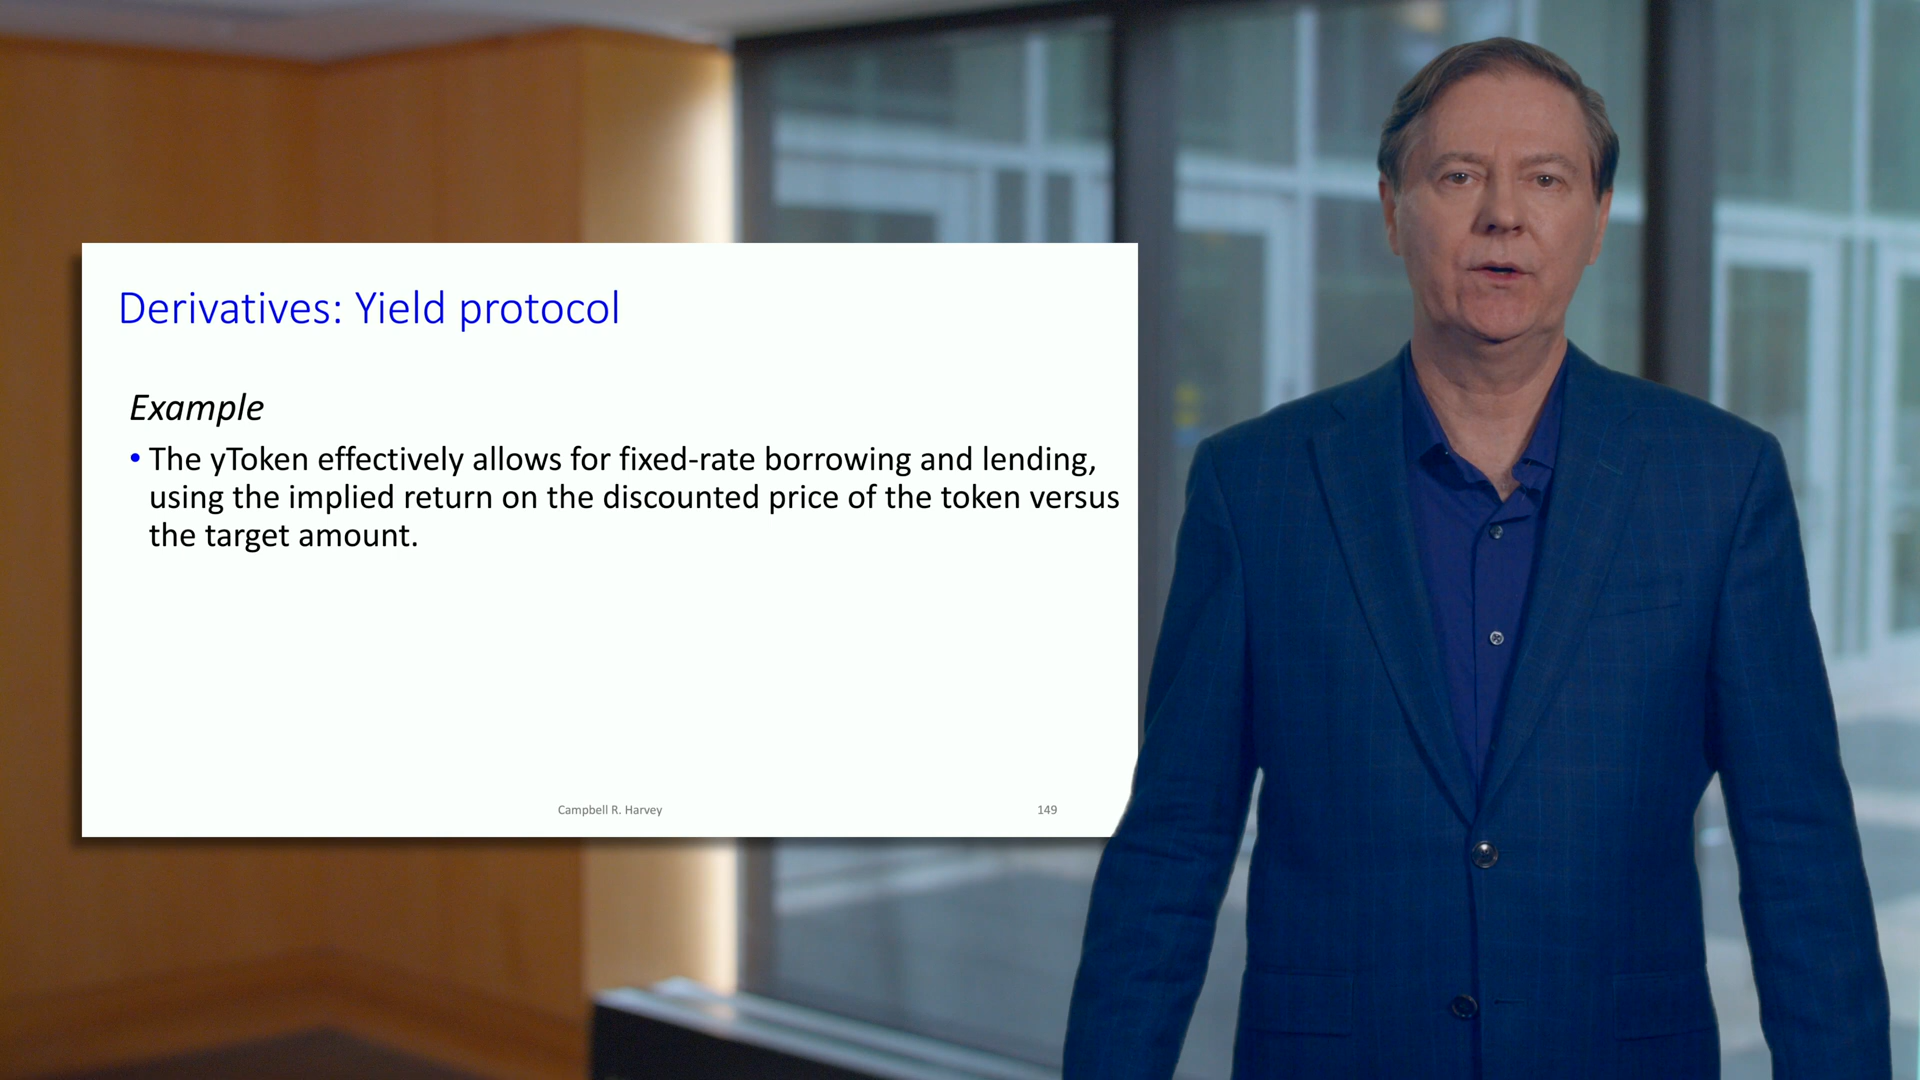 Derivatives: Yield protocol
Example
• The yToken effectively allows for fixed-rate borrowing and lending,
using the implied return on the discounted price of the token versus
the target amount.
Campbell R. Harvey
149